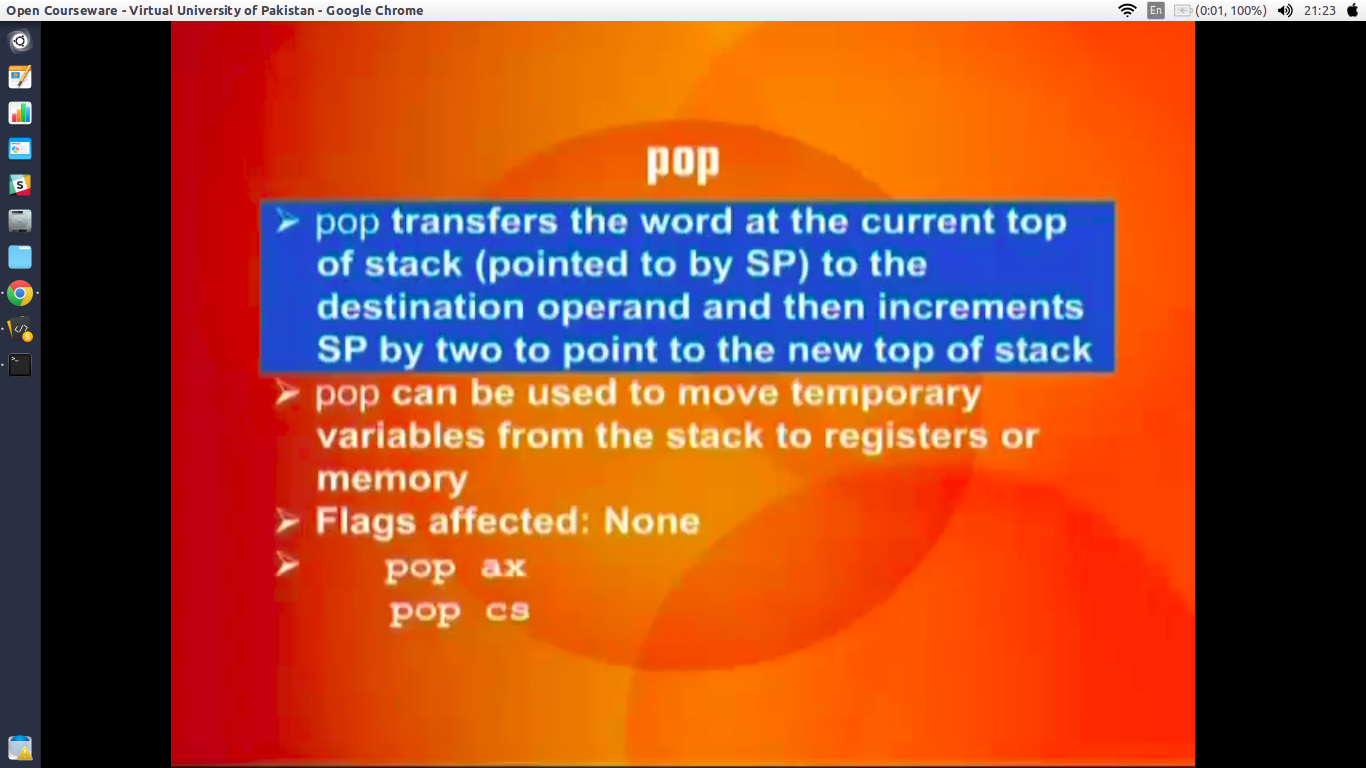 Open Courseware - Virtual University of Pakistan - Google Chrome
En
(0:01, 100%)
21:23
pop
➢ pop transfers the word at the current top
of stack (pointed to by SP) to the
destination operand and then increments
SP by two to point to the new top of stack
➢ pop can be used to move temporary
variables from the stack to registers or
memory
➢ Flags affected: None
➢ pop ax
pop cs